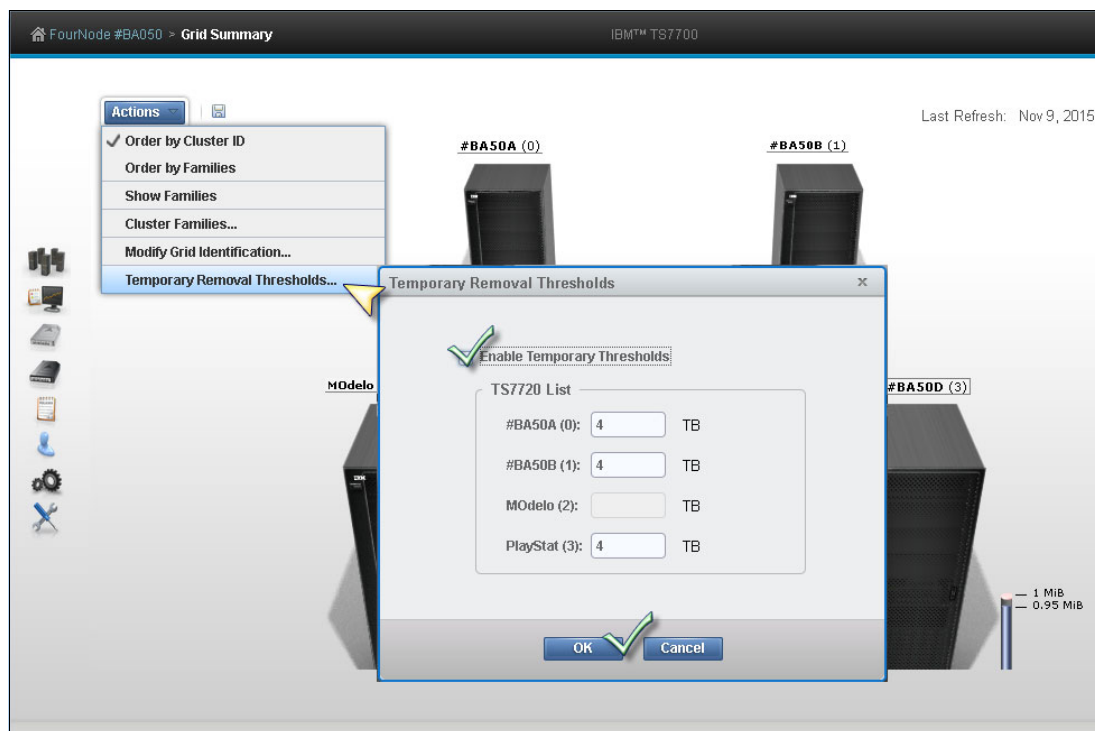 FourNode #BA050 > Grid Summary
IBM™ TS7700
Actions
Last Refresh: Nov 9, 2015
Order by Cluster ID
Order by Families
Show Families
Cluster Families...
Modify Grid Identification...
Temporary Removal Thresholds...
#BA50A (0)
#BA50B (1)
Temporary Removal Thresholds
x
Enable Temporary Thresholds
MOdelo
#BA50D (3)
TS7720 List
#BA50A (0): 4 TB
#BA50B (1): 4 TB
MOdelo (2): TB
PlayStat (3): 4 TB
1 MiB
0.95 MiB
OK
Cancel